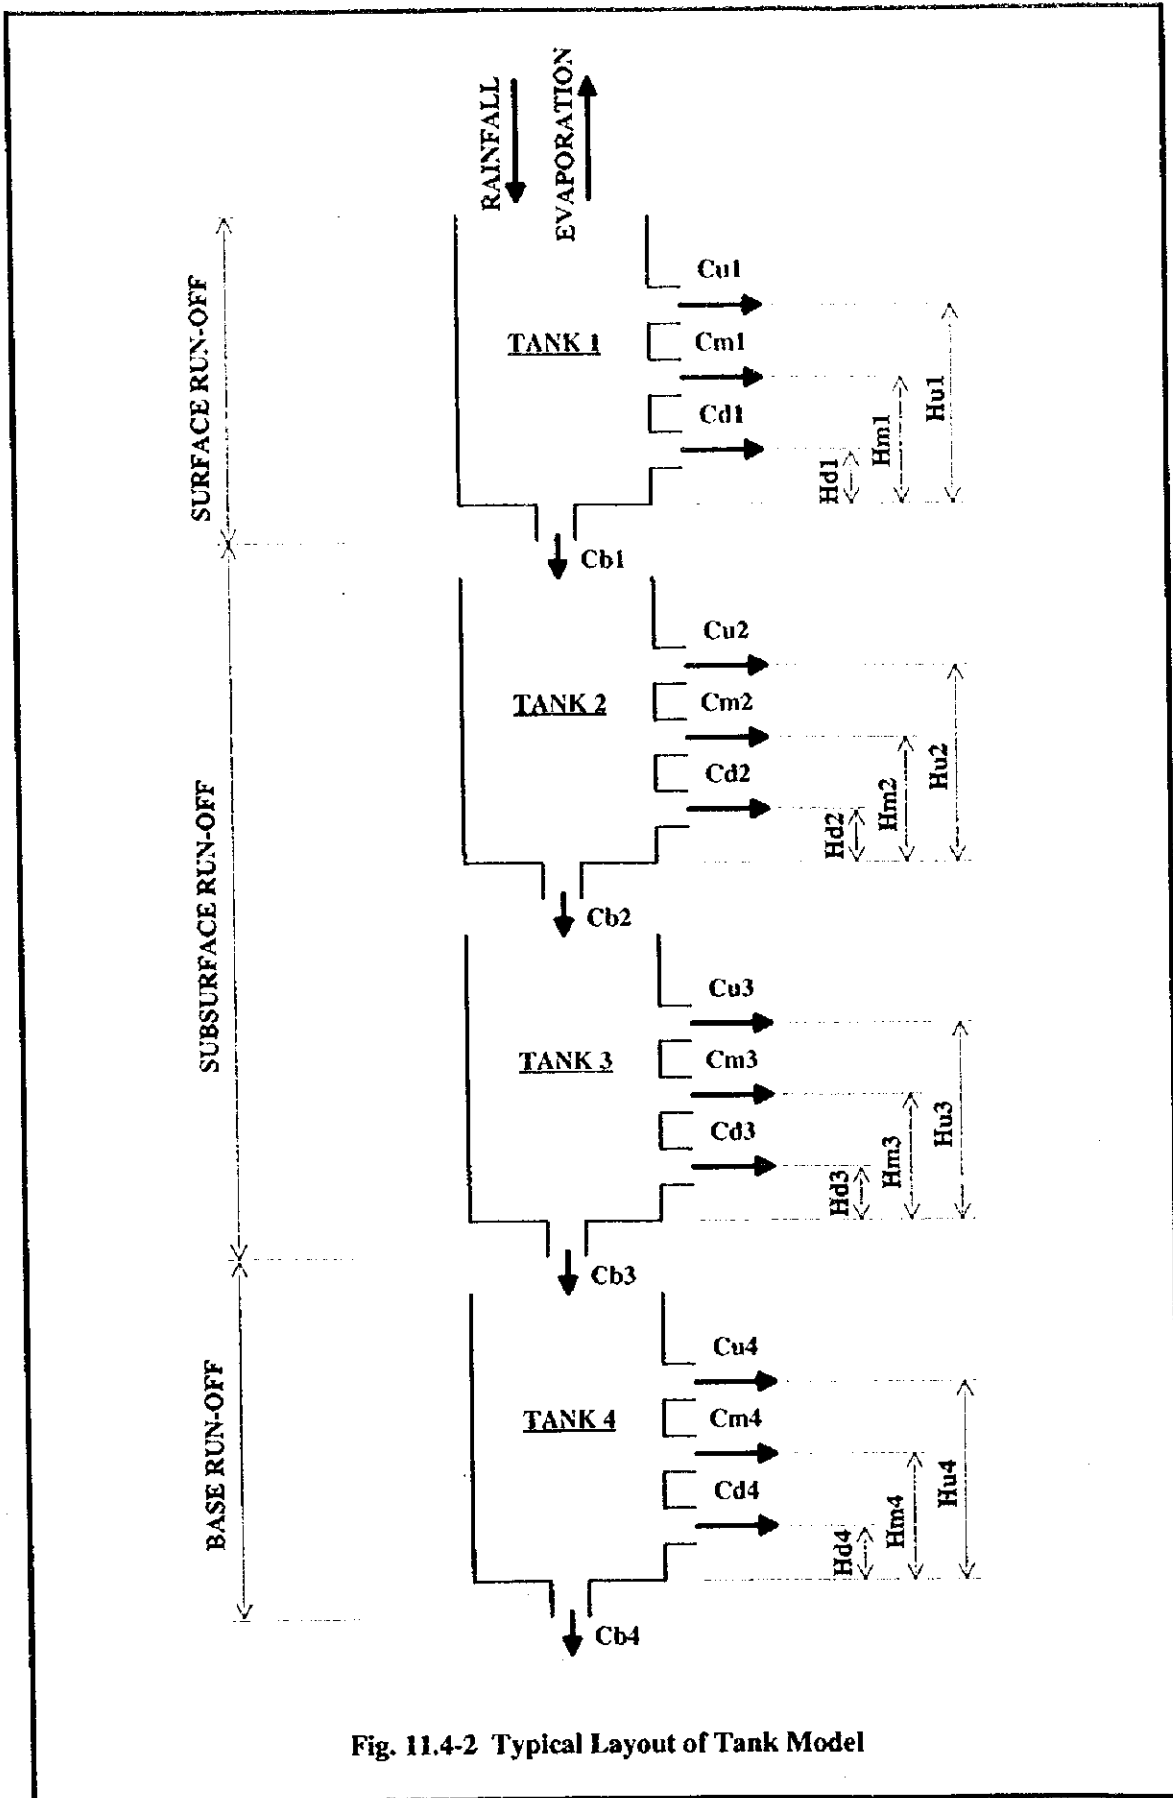 RAINFALL
EVAPORATION
SURFACE RUN-OFF
TANK 1
Cu1
Cm1
Cd1
Hd1
Hm1
Hu1
Cb1
SUBSURFACE RUN-OFF
TANK 2
Cu2
Cm2
Cd2
Hd2
Hm2
Hu2
Cb2
TANK 3
Cu3
Cm3
Cd3
Hd3
Hm3
Hu3
Cb3
BASE RUN-OFF
TANK 4
Cu4
Cm4
Cd4
Hd4
Hm4
Hu4
Cb4
Fig. 11.4-2 Typical Layout of Tank Model